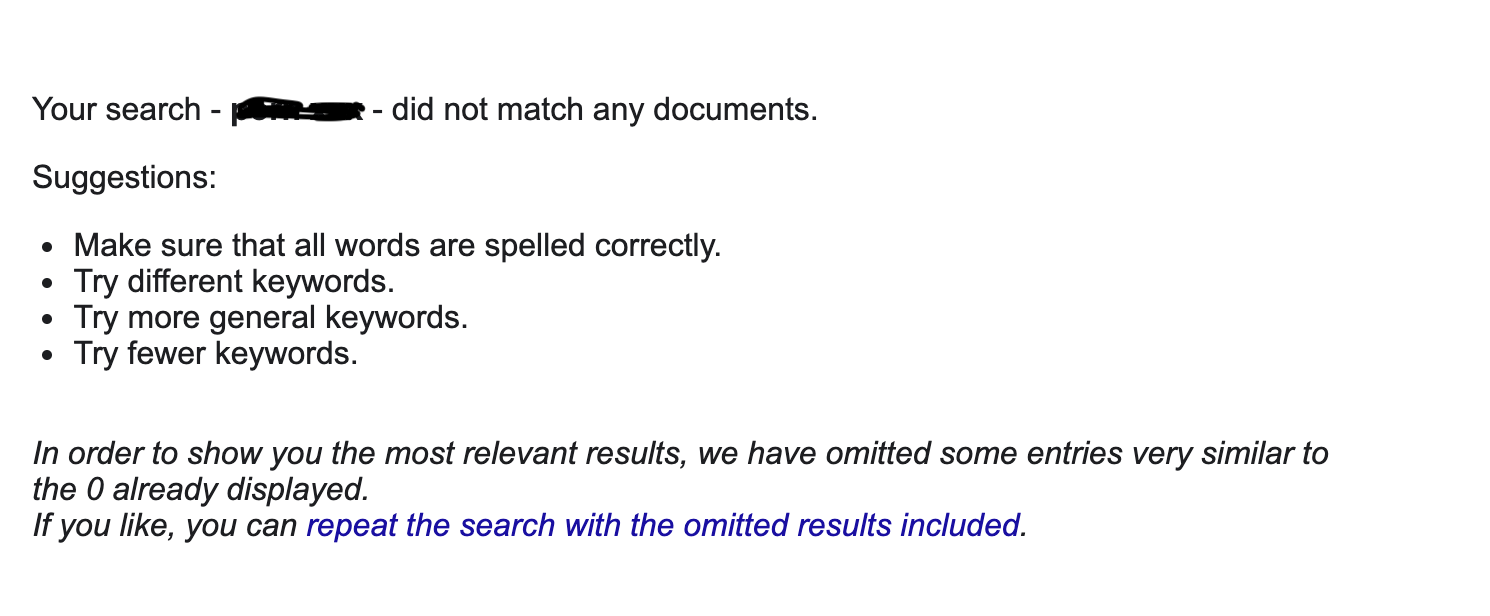 Your search - - did not match any documents.
Suggestions:
• Make sure that all words are spelled correctly.
• Try different keywords.
• Try more general keywords.
• Try fewer keywords.
In order to show you the most relevant results, we have omitted some entries very similar to
the 0 already displayed.
If you like, you can repeat the search with the omitted results included.